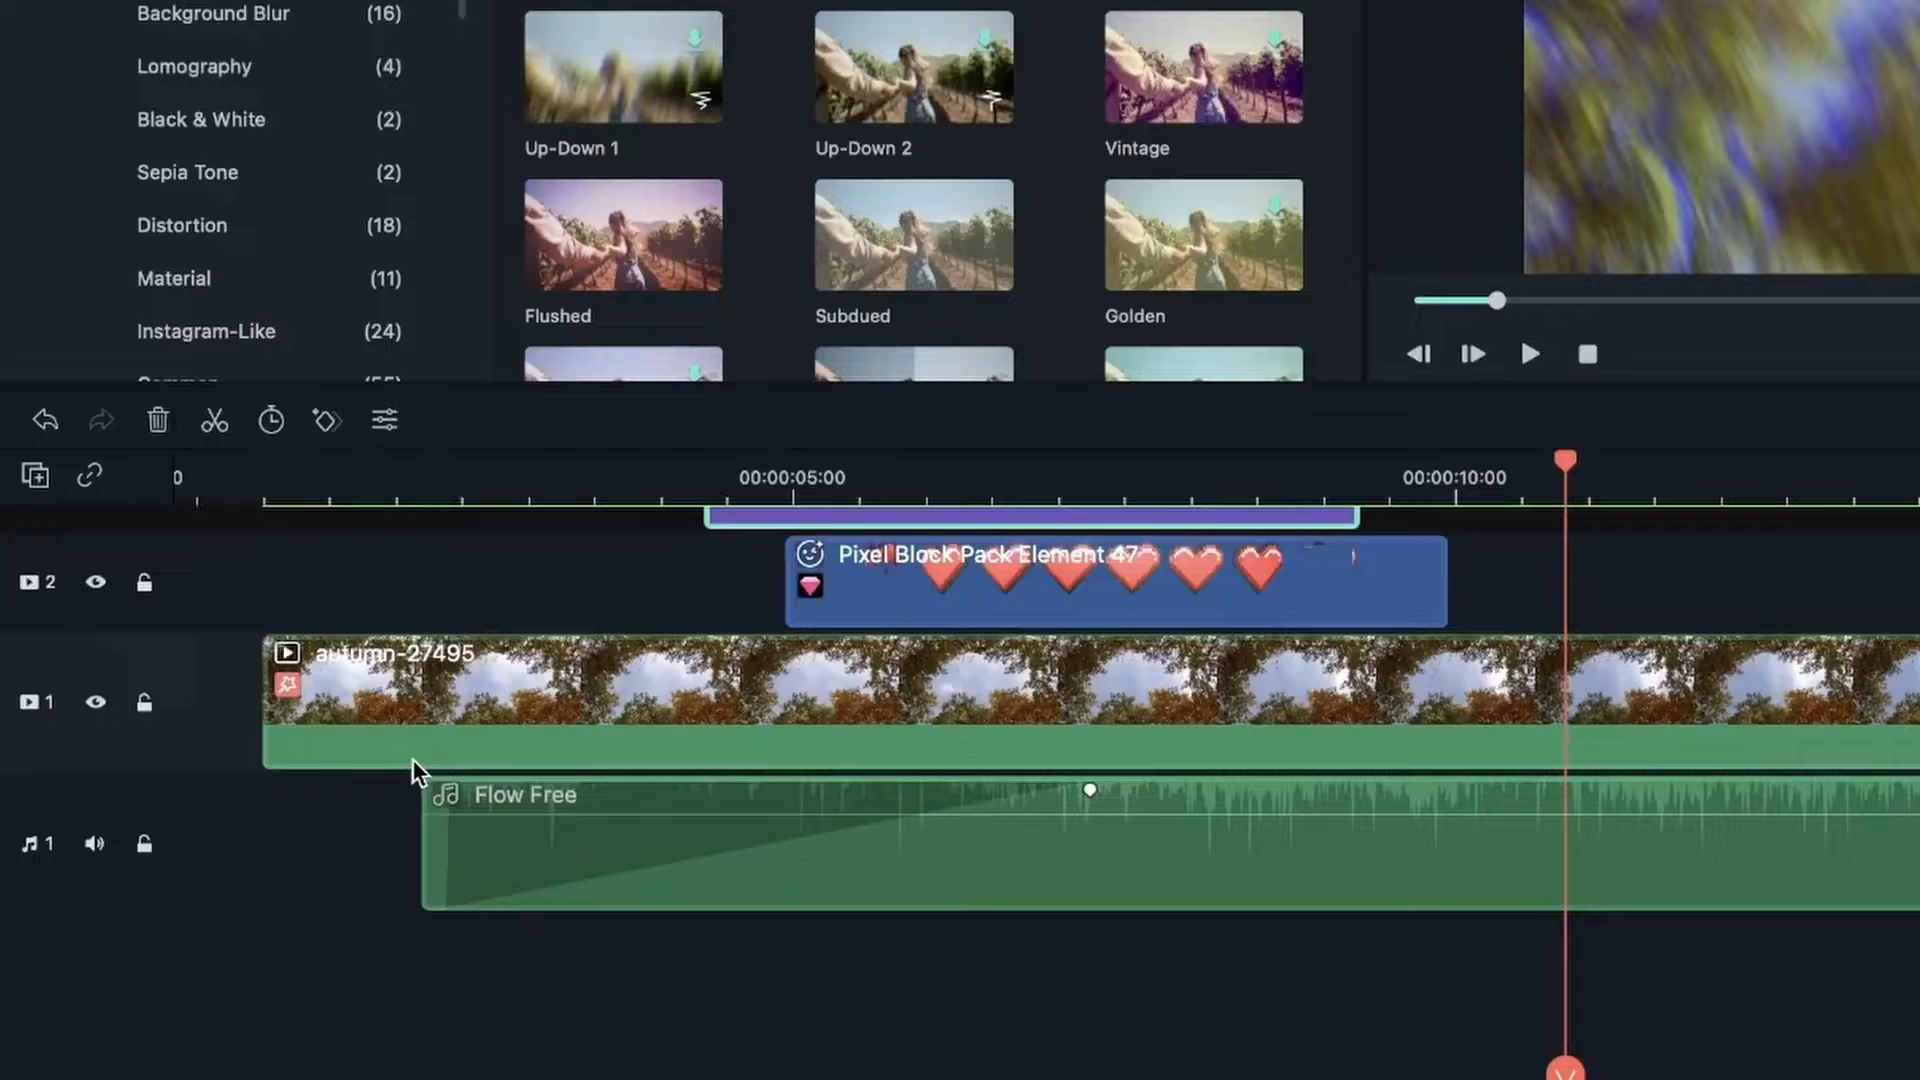 Background Blur (16)
Lomography (4)
Black & White (2)
Sepia Tone (2)
Distortion (18)
Material (11)
Instagram-Like (24)
Up-Down 1
Up-Down 2
Vintage
Flushed
Subdued
Golden
0
00:00:05:00
00:00:10:00
Pixel Block Pack Element 47
2
autumn-27495
1
Flow Free
1